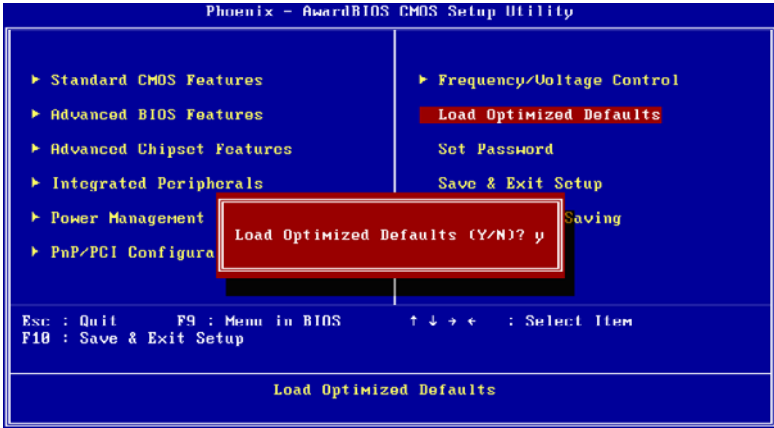 Phoenix - AwardBIOS CMOS Setup Utility
▶ Standard CMOS Features
▶ Advanced BIOS Features
▶ Advanced Chipset Features
▶ Integrated Peripherals
▶ Power Management
▶ PnP/PCI Configura
▶ Frequency/Voltage Control
Load Optimized Defaults
Set Password
Save & Exit Setup
Saving
Load Optimized Defaults (Y/N)? y
Esc : Quit F9 : Menu in BIOS ↑ ↓ → ← : Select Item
F10 : Save & Exit Setup
Load Optimized Defaults